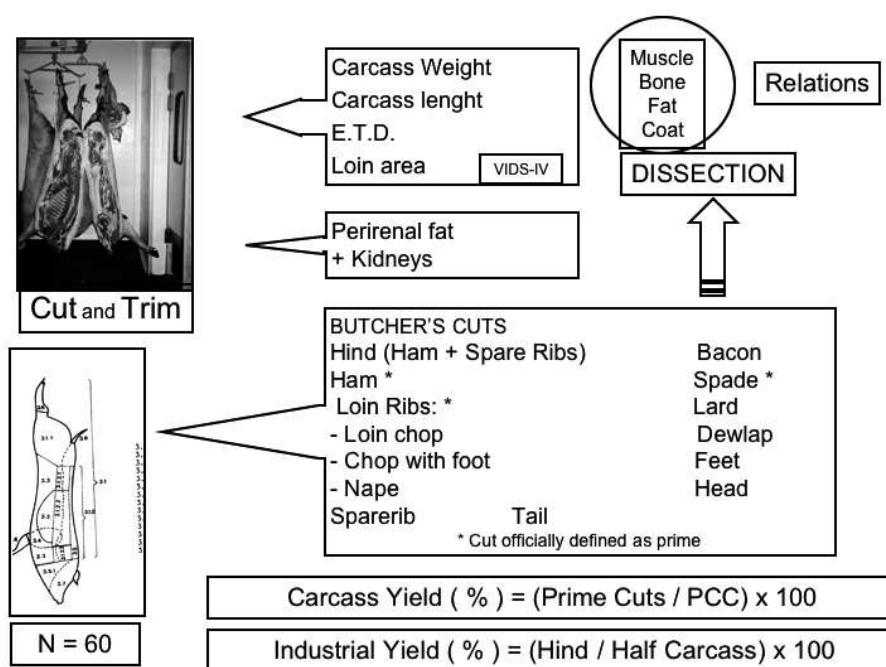 Carcass Weight
Carcass lenght
E.T.D.
Loin area
VIDS-IV
Muscle
Bone
Fat
Coat
Relations
DISSECTION
Perirenal fat
+ Kidneys
Cut and Trim
BUTCHER'S CUTS
Hind (Ham + Spare Ribs) Bacon
Ham * Spade *
Loin Ribs: * Lard
- Loin chop Dewlap
- Chop with foot Feet
- Nape Head
Sparerib Tail
* Cut officially defined as prime
Carcass Yield ( % ) = (Prime Cuts / PCC) x 100
N = 60
Industrial Yield ( % ) = (Hind / Half Carcass) x 100